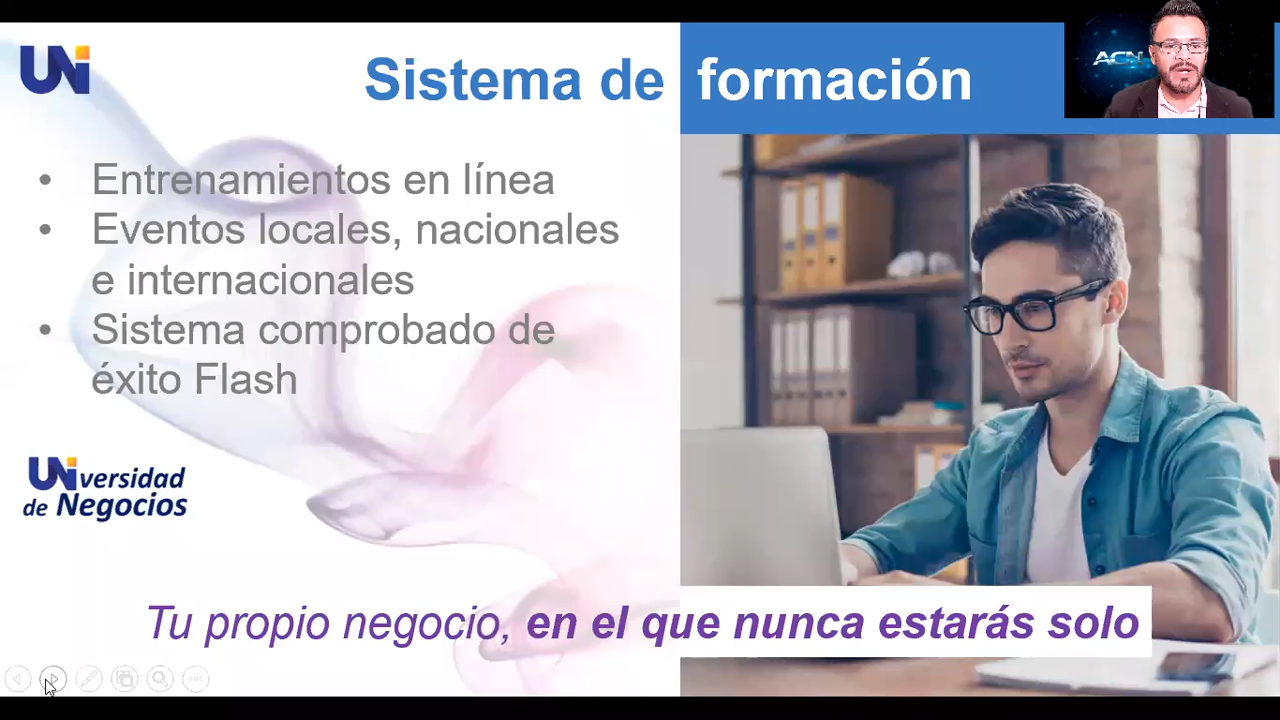 UNi
Sistema de formación
ACN
• Entrenamientos en línea
• Eventos locales, nacionales
e internacionales
• Sistema comprobado de
éxito Flash
UNiversidad
de Negocios
Tu propio negocio, en el que nunca estarás solo